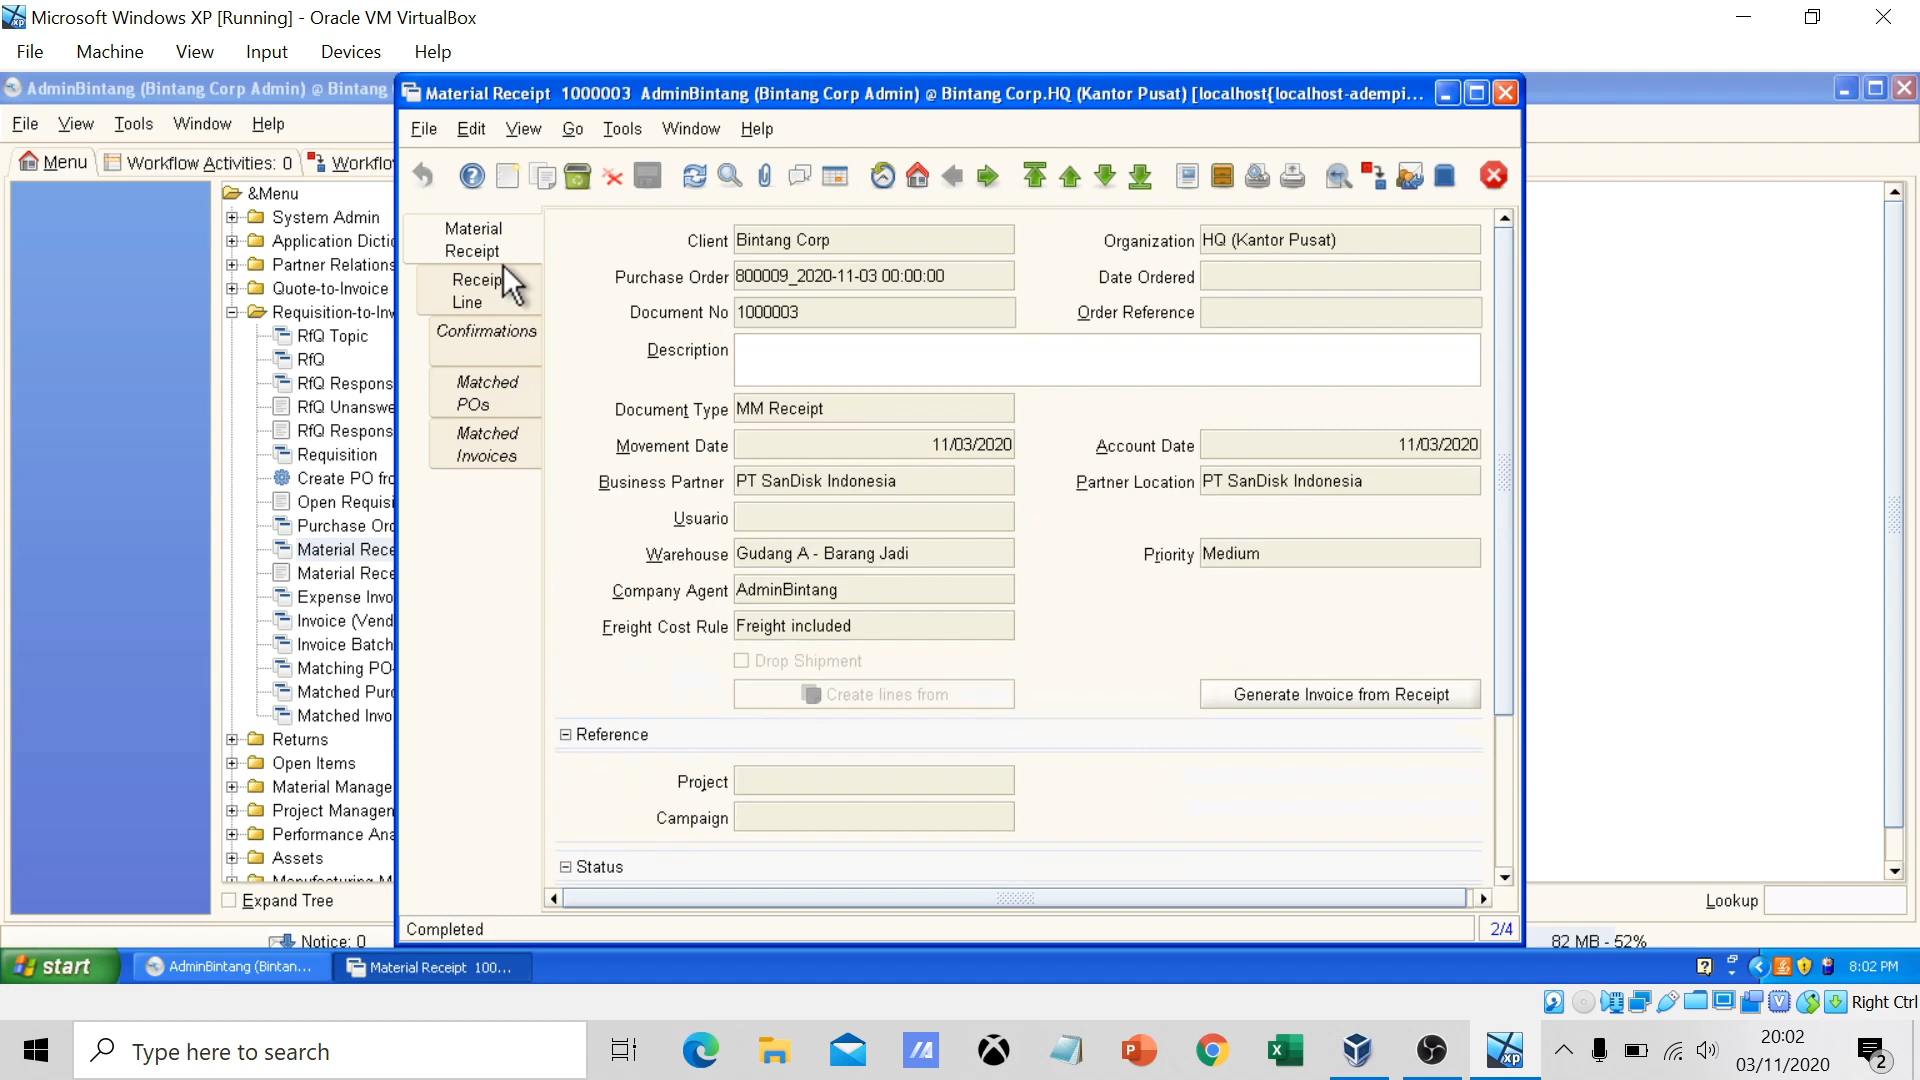 Microsoft Windows XP [Running] - Oracle VM VirtualBox
File Machine View Input Devices Help
AdminBintang (Bintang Corp Admin) @ Bintang
File View Tools Window Help
Menu Workflow Activities: 0 Workflo
&Menu
System Admin
Application Dictio
Partner Relations
Quote-to-Invoice
Requisition-to-Inv
RfQ Topic
RfQ
RfQ Respons
RfQ Unanswe
RfQ Respons
Requisition
Create PO fro
Open Requisi
Purchase Ord
Material Rece
Material Rece
Expense Invo
Invoice (Vend
Invoice Batch
Matching PO-
Matched Purc
Matched Invo
Returns
Open Items
Material Manage
Project Managen
Performance Ana
Assets
Expand Tree
Notice: 0
Material Receipt 1000003 AdminBintang (Bintang Corp Admin) @ Bintang Corp.HQ (Kantor Pusat) [localhost{localhost-adempi...
File Edit View Go Tools Window Help
Material
Receipt
Receip
Line
Confirmations
Matched
POs
Matched
Invoices
Client Bintang Corp Organization HQ (Kantor Pusat)
Purchase Order 800009_2020-11-03 00:00:00 Date Ordered
Document No 1000003 Order Reference
Description
Document Type MM Receipt
Movement Date 11/03/2020 Account Date 11/03/2020
Business Partner PT SanDisk Indonesia Partner Location PT SanDisk Indonesia
Usuario
Warehouse Gudang A - Barang Jadi Priority Medium
Company Agent AdminBintang
Freight Cost Rule Freight included
Drop Shipment
Create lines from Generate Invoice from Receipt
Reference
Project
Campaign
Status
Completed 2/4
Lookup
82 MB - 52%
start AdminBintang (Bintan... Material Receipt 100... 8:02 PM
Right Ctrl
Type here to search
20:02
03/11/2020
2